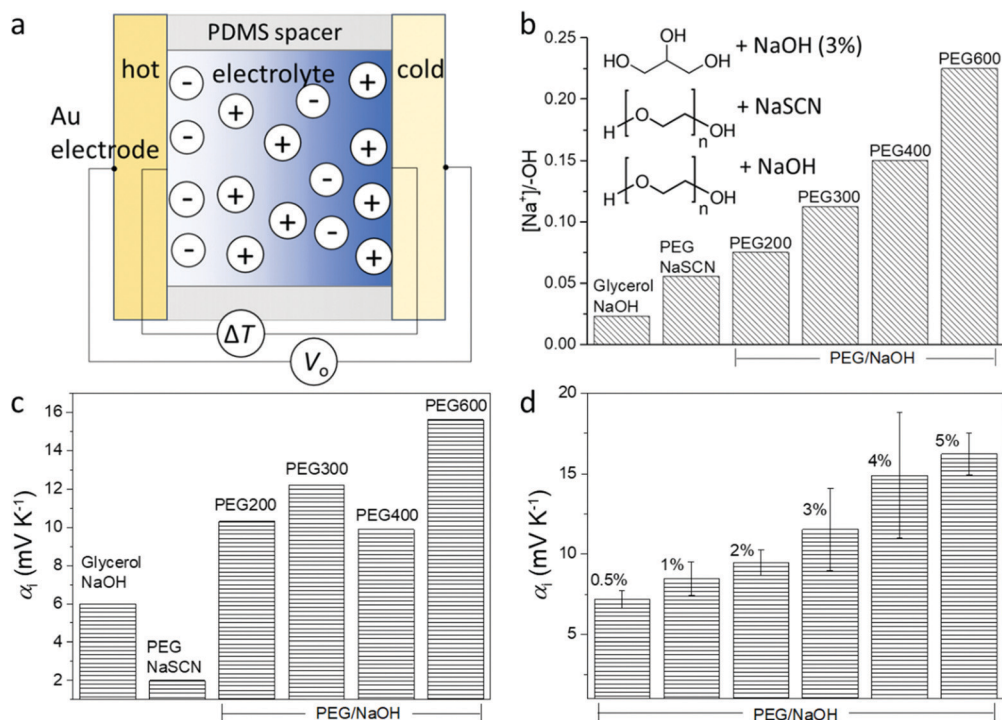 a
PDMS spacer
hot
electrolyte
cold
Au
electrode
- + - +
- + + -
- + - +
- + + - +
ΔT
Vo
b
[Na+]/-OH
0.25
0.20
0.15
0.10
0.05
0.00
OH
HO OH + NaOH (3%)
H [ O ]n OH + NaSCN
H [ O ]n OH + NaOH
Glycerol
NaOH
PEG
NaSCN
PEG200
PEG300
PEG400
PEG600
PEG/NaOH
c
αi (mV K-1)
16
14
12
10
8
6
4
2
Glycerol
NaOH
PEG
NaSCN
PEG200
PEG300
PEG400
PEG600
PEG/NaOH
d
αi (mV K-1)
20
15
10
5
0.5%
1%
2%
3%
4%
5%
PEG/NaOH